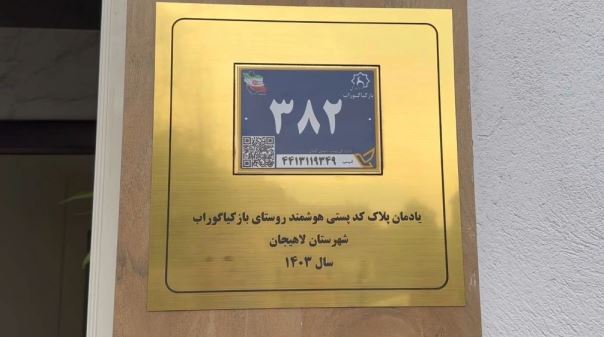 بازکیاگوراب
۳۸۲
۴۴۱۳۱۱۹۳۴۹
یادمان پلاک کد پستی هوشمند روستای بازکیاگوراب
شهرستان لاهیجان
سال ۱۴۰۳